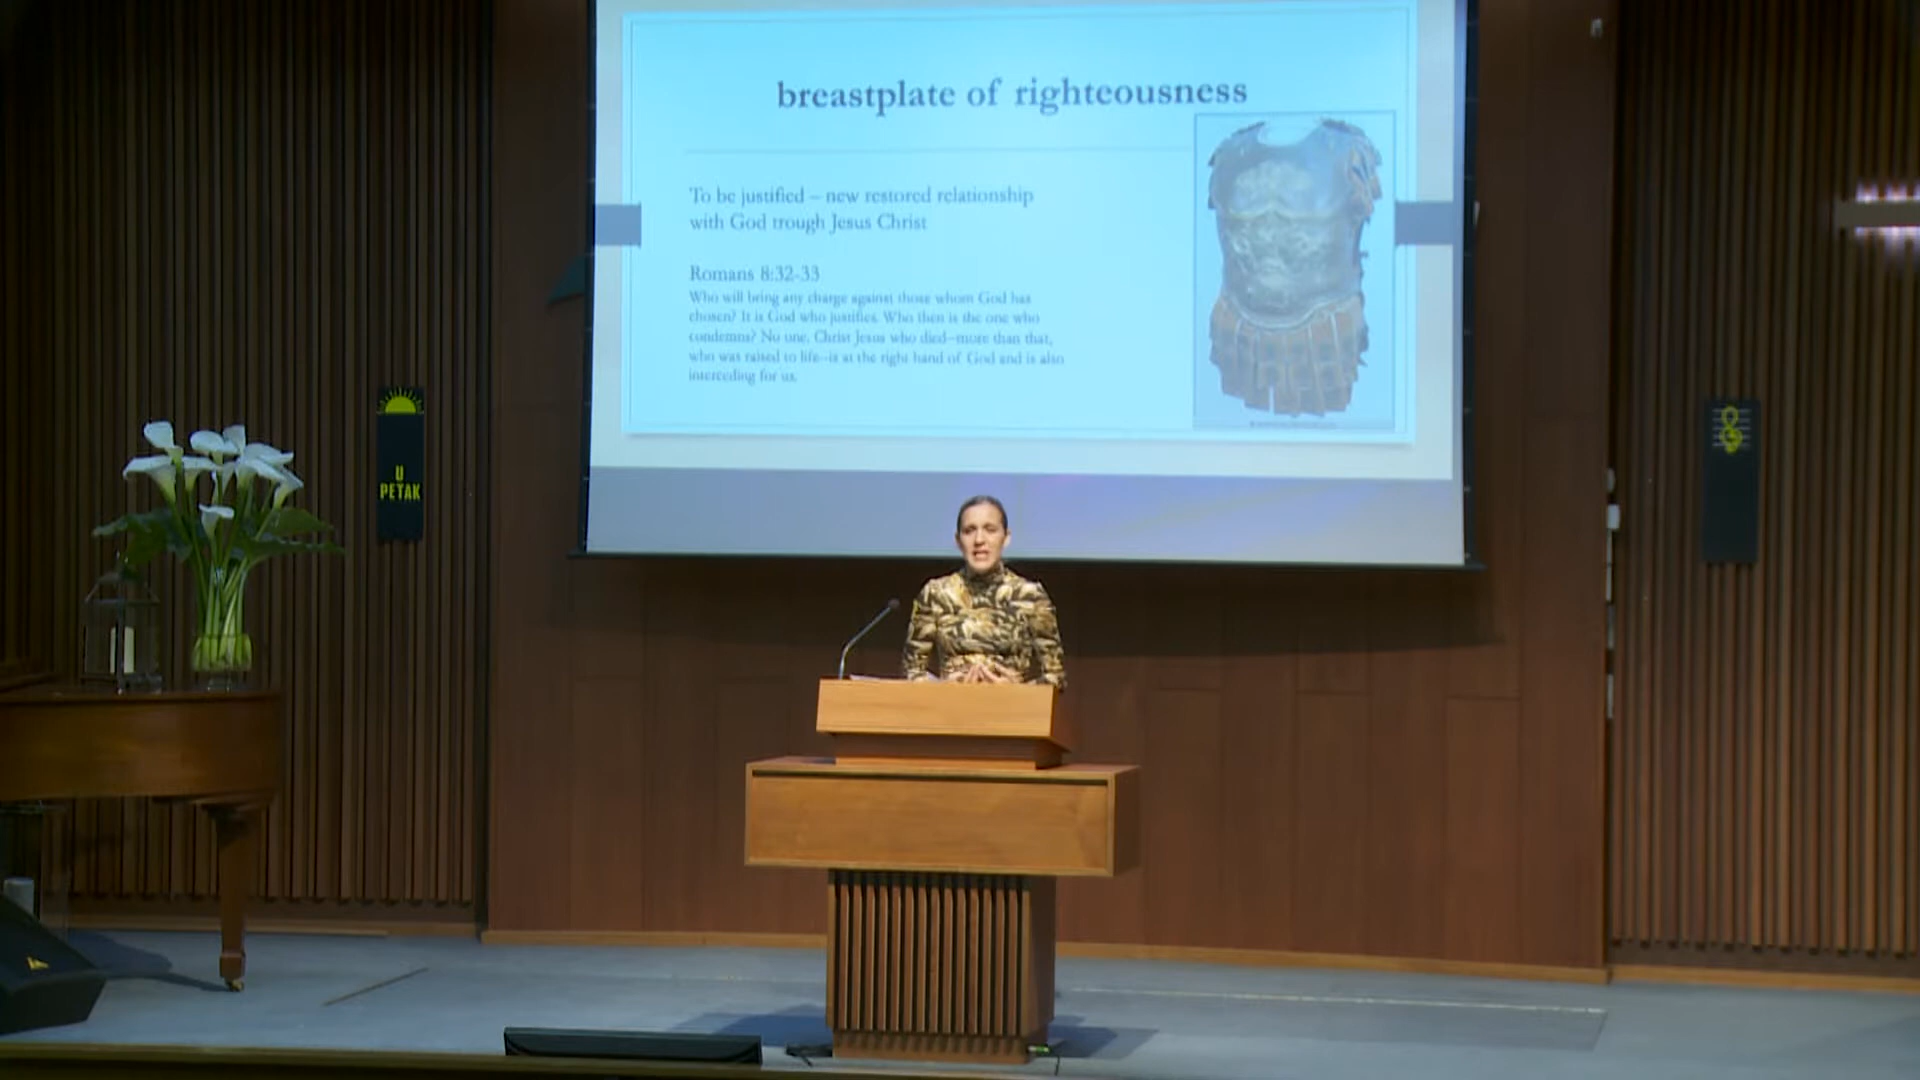 breastplate of righteousness
To be justified – new restored relationship
with God trough Jesus Christ
Romans 8:32-33
Who will bring any charge against those whom God has
chosen? It is God who justifies. Who then is the one who
condemns? No one. Christ Jesus who died–more than that,
who was raised to life–is at the right hand of God and is also
interceding for us.
U
PETAK